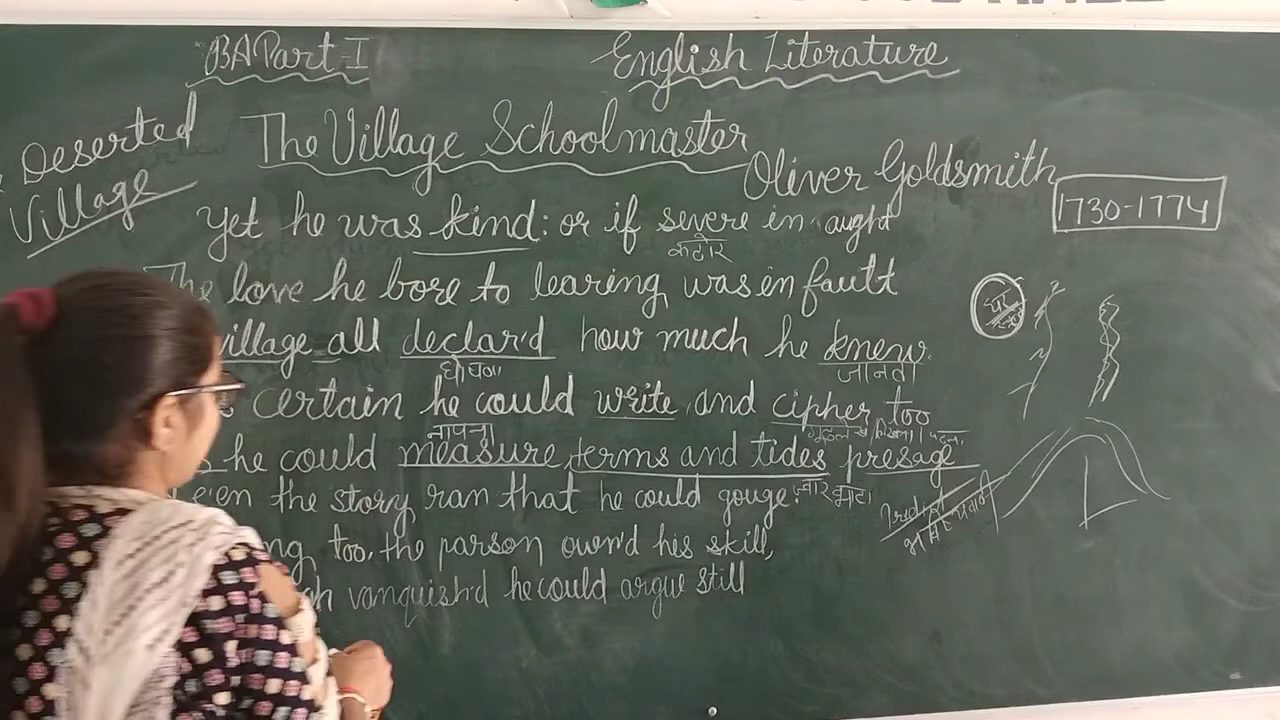 BA Part-I
English Literature
Deserted
Village
The Village Schoolmaster
Oliver Goldsmith
1730-1774
Yet he was kind: or if severe in aught
कठोर
The love he bore to learing, was in fault
village all declar'd how much he knew.
घोषणा
जानता
certain he could write, and cipher too
नापना
he could measure, terms and tides presage
ज्वार भाटा
e'en the story ran that he could gouge.
भविष्यवाणी
ng, too, the parson own'd his skill,
gh vanquish'd he could argue still